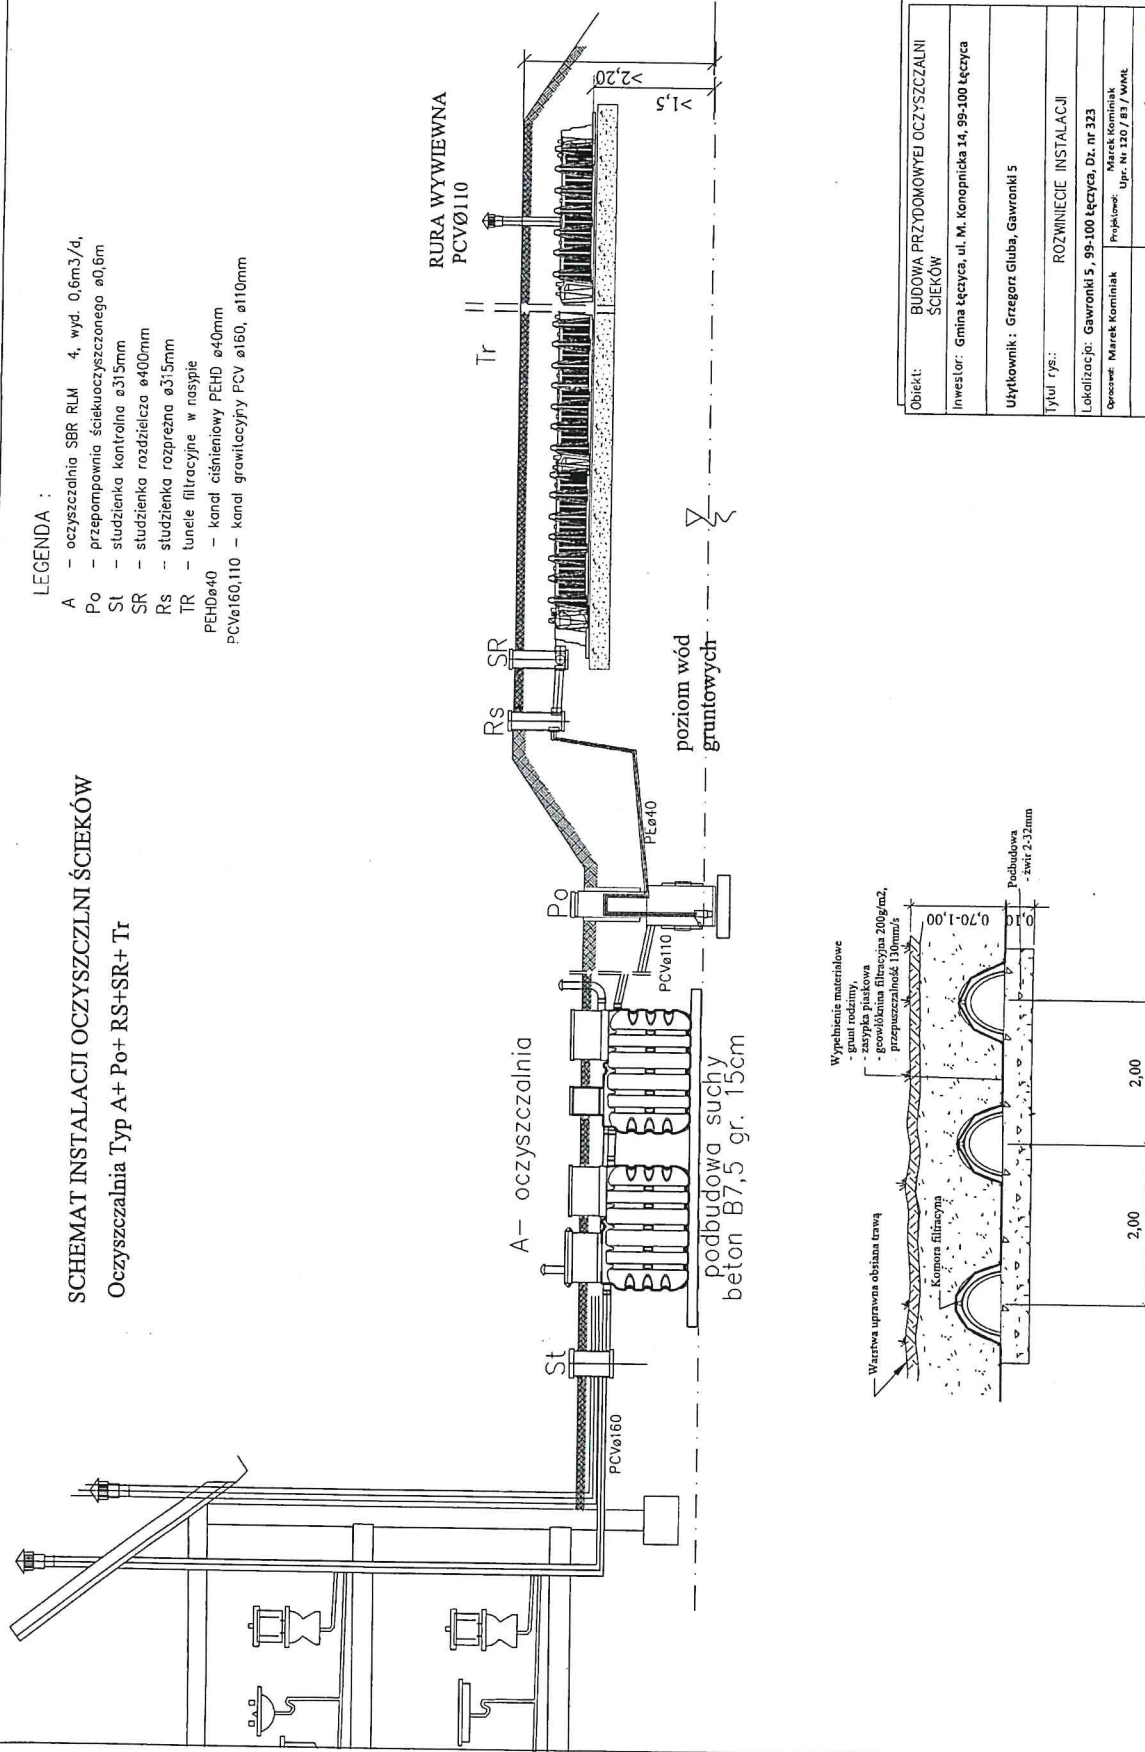 SCHEMAT INSTALACJI OCZYSZCZLNI ŚCIEKÓW
Oczyszczalnia Typ A+ Po+ RS+SR+ Tr
LEGENDA :
A - oczyszczalnia SBR RLM 4, wyd. 0,6m3/d,
Po - przepompownia ściekuoczyszczonego ø0,6m
St - studzienka kontrolna ø315mm
SR - studzienka rozdzielcza ø400mm
Rs - studzienka rozprężna ø315mm
TR - tunele filtracyjne w nasypie
PEHDø40 - kanał ciśnieniowy PEHD ø40mm
PCVø160,110 - kanał grawitacyjny PCV ø160, ø110mm
RURA WYWIEWNA
PCVØ110
St
A- oczyszczalnia
Po
Rs
SR
Tr
>2,20
>1,5
PCVø160
PCVø110
PEø40
podbudowa suchy
beton B7,5 gr. 15cm
poziom wód
gruntowych
Warstwa uprawna obsiana trawą
Komora filtracyna
Wypełnienie materiałowe
- grunt rodzimy,
- zasypka piaskowa
- geowłóknina filtracyjna 200g/m2,
przepuszczalność 130mm/s
0,70-1,00
0,10
Podbudowa
- żwir 2-32mm
2,00
2,00
Obiekt: BUDOWA PRZYDOMOWYEJ OCZYSZCZALNI
ŚCIEKÓW
Inwestor: Gmina Łęczyca, ul. M. Konopnicka 14, 99-100 Łęczyca
Użytkownik : Grzegorz Gluba, Gawronki 5
Tytuł rys.: ROZWINIECIE INSTALACJI
Lokalizacja: Gawronki 5, 99-100 Łęczyca, Dz. nr 323
Opracował: Marek Kominiak Projektował: Marek Kominiak
Upr. Nr 120 / 83 / WMŁ